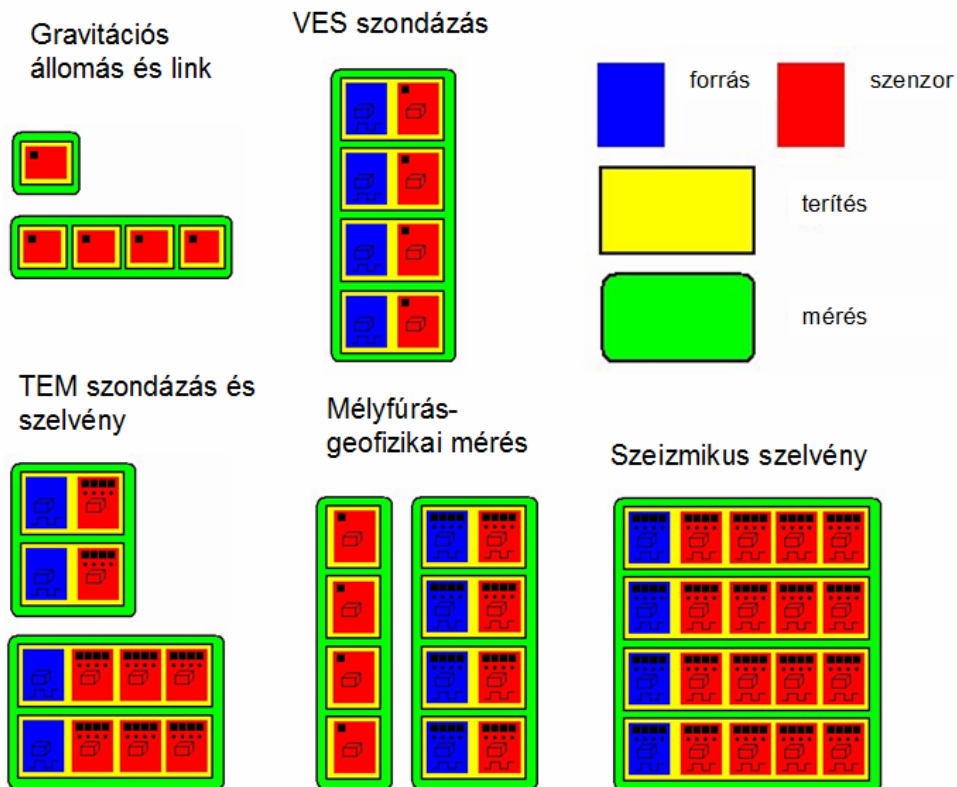 Gravitációs
állomás és link
VES szondázás
forrás
szenzor
terítés
mérés
TEM szondázás és
szelvény
Mélyfúrás-
geofizikai mérés
Szeizmikus szelvény